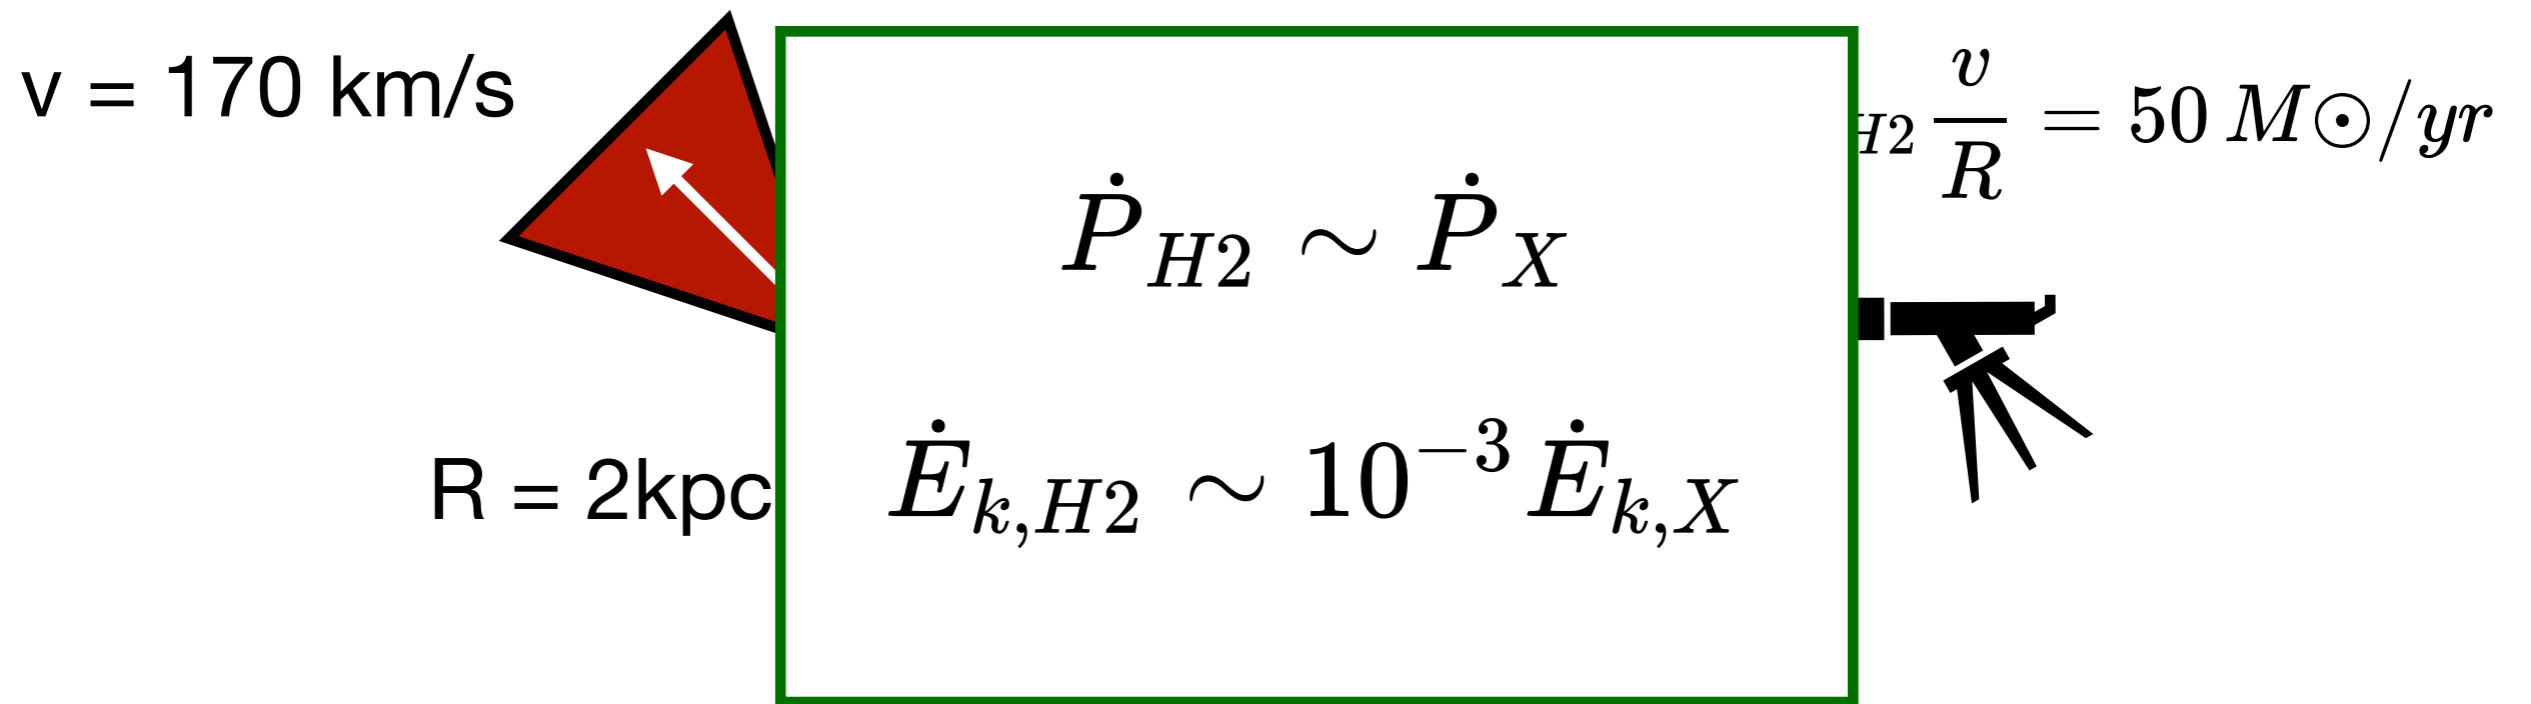 v = 170 km/s
H2 v/R = 50 M⊙/yr
Ṗ_H2 ∼ Ṗ_X
R = 2kpc
Ė_k,H2 ∼ 10^−3 Ė_k,X